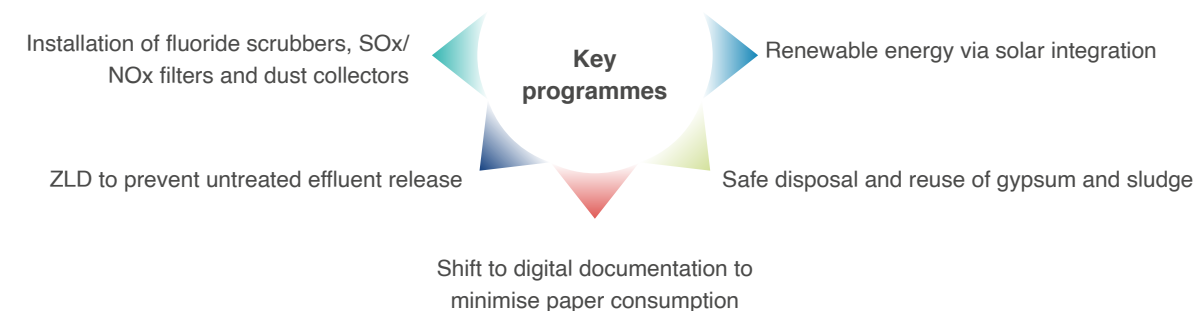 Installation of fluoride scrubbers, SOx/
NOx filters and dust collectors
Key
programmes
Renewable energy via solar integration
ZLD to prevent untreated effluent release
Safe disposal and reuse of gypsum and sludge
Shift to digital documentation to
minimise paper consumption